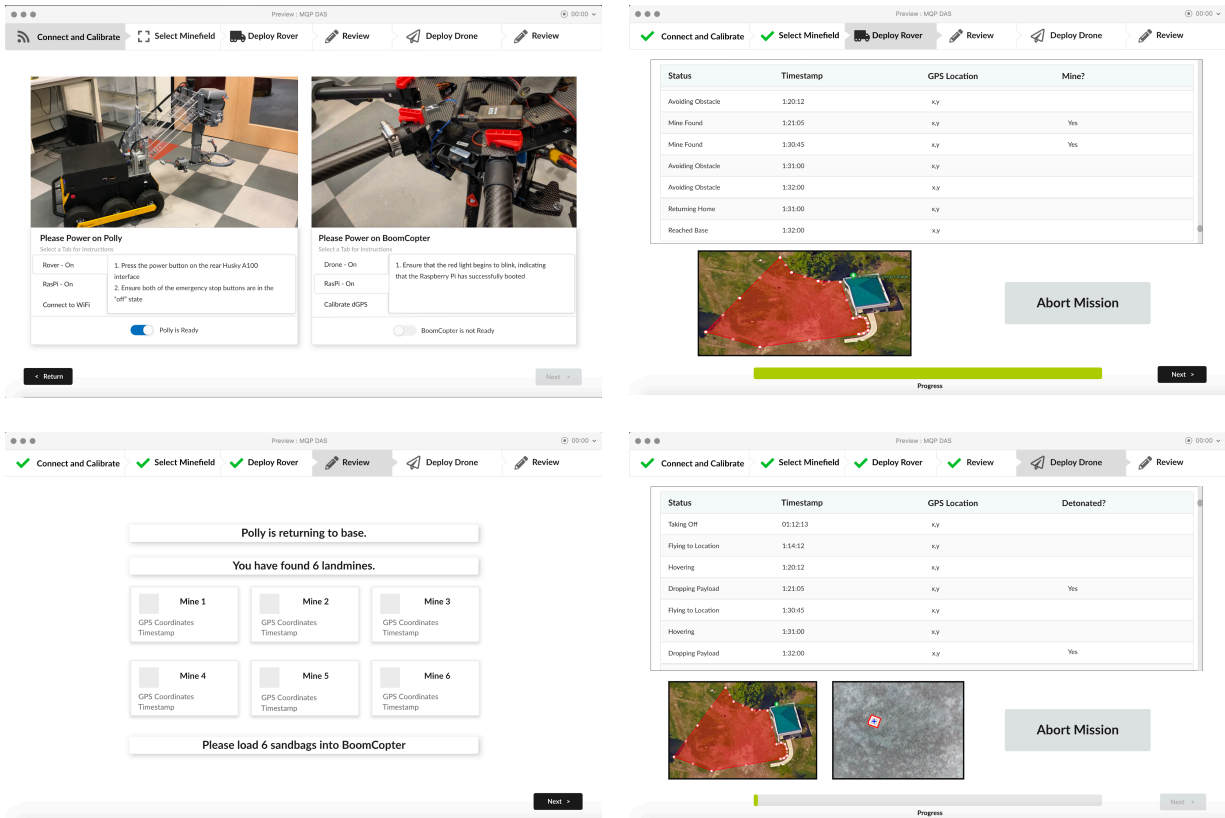 Preview : MQP DAS
00:00
Connect and Calibrate
Select Minefield
Deploy Rover
Review
Deploy Drone
Review
Please Power on Polly
Select a Tab for Instructions
Rover - On
RasPi - On
Connect to WiFi
1. Press the power button on the rear Husky A100
interface
2. Ensure both of the emergency stop buttons are in the
"off" state
Polly is Ready
Please Power on BoomCopter
Select a Tab for Instructions
Drone - On
RasPi - On
Calibrate dGPS
1. Ensure that the red light begins to blink, indicating
that the Raspberry Pi has successfully booted
BoomCopter is not Ready
< Return
Next >
Preview : MQP DAS
00:00
Connect and Calibrate
Select Minefield
Deploy Rover
Review
Deploy Drone
Review
Status Timestamp GPS Location Mine?
Avoiding Obstacle 1:20:12 x,y
Mine Found 1:21:05 x,y Yes
Mine Found 1:30:45 x,y Yes
Avoiding Obstacle 1:31:00 x,y
Avoiding Obstacle 1:32:00 x,y
Returning Home 1:31:00 x,y
Reached Base 1:32:00 x,y
Abort Mission
Next >
Progress
Preview : MQP DAS
00:00
Connect and Calibrate
Select Minefield
Deploy Rover
Review
Deploy Drone
Review
Polly is returning to base.
You have found 6 landmines.
Mine 1
GPS Coordinates
Timestamp
Mine 2
GPS Coordinates
Timestamp
Mine 3
GPS Coordinates
Timestamp
Mine 4
GPS Coordinates
Timestamp
Mine 5
GPS Coordinates
Timestamp
Mine 6
GPS Coordinates
Timestamp
Please load 6 sandbags into BoomCopter
Next >
Preview : MQP DAS
00:00
Connect and Calibrate
Select Minefield
Deploy Rover
Review
Deploy Drone
Review
Status Timestamp GPS Location Detonated?
Taking Off 01:12:13 x,y
Flying to Location 1:14:12 x,y
Hovering 1:20:12 x,y
Dropping Payload 1:21:05 x,y Yes
Flying to Location 1:30:45 x,y
Hovering 1:31:00 x,y
Dropping Payload 1:32:00 x,y Yes
Abort Mission
Next >
Progress